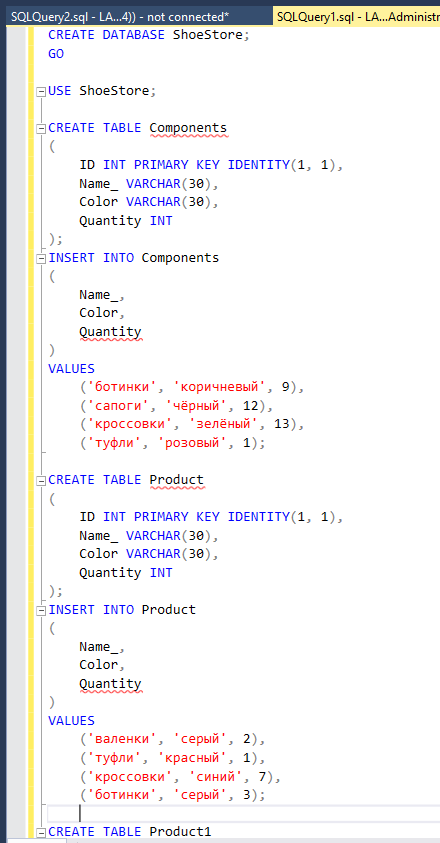 SQLQuery2.sql - LA...4)) - not connected*
SQLQuery1.sql - LA...Administr
CREATE DATABASE ShoeStore;
GO
USE ShoeStore;
CREATE TABLE Components
(
ID INT PRIMARY KEY IDENTITY(1, 1),
Name_ VARCHAR(30),
Color VARCHAR(30),
Quantity INT
);
INSERT INTO Components
(
Name_,
Color,
Quantity
)
VALUES
('ботинки', 'коричневый', 9),
('сапоги', 'чёрный', 12),
('кроссовки', 'зелёный', 13),
('туфли', 'розовый', 1);
CREATE TABLE Product
(
ID INT PRIMARY KEY IDENTITY(1, 1),
Name_ VARCHAR(30),
Color VARCHAR(30),
Quantity INT
);
INSERT INTO Product
(
Name_,
Color,
Quantity
)
VALUES
('валенки', 'серый', 2),
('туфли', 'красный', 1),
('кроссовки', 'синий', 7),
('ботинки', 'серый', 3);
CREATE TABLE Product1